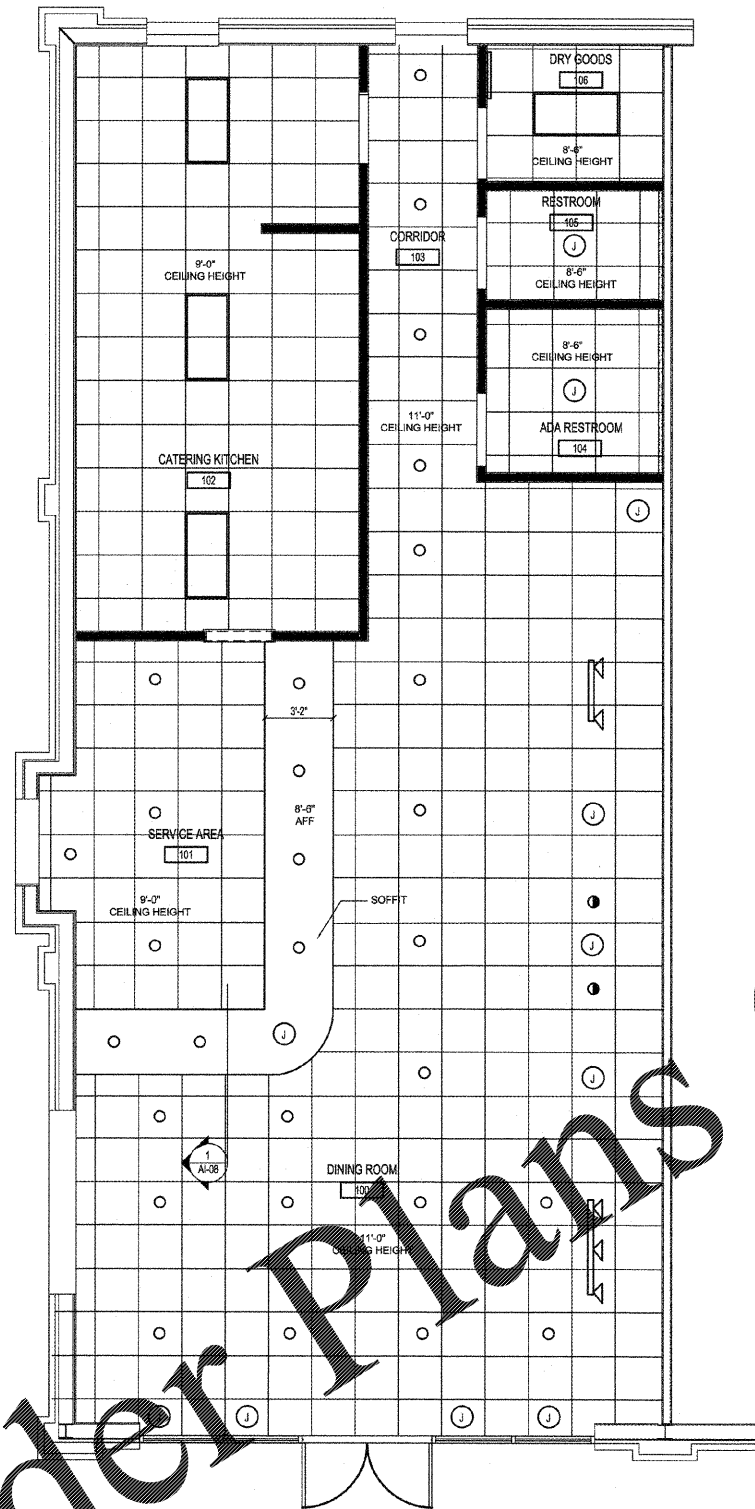 DRY GOODS
106
8'-6"
CEILING HEIGHT
RESTROOM
105
J
8'-6"
CEILING HEIGHT
CORRIDOR
103
9'-0"
CEILING HEIGHT
8'-6"
CEILING HEIGHT
J
ADA RESTROOM
104
11'-0"
CEILING HEIGHT
CATERING KITCHEN
102
J
3'-2"
8'-6"
AFF
J
SERVICE AREA
101
9'-0"
CEILING HEIGHT
SOFFIT
J
J
J
1
AI-08
DINING ROOM
100
11'-0"
CEILING HEIGHT
J
J
J
J
der Plans